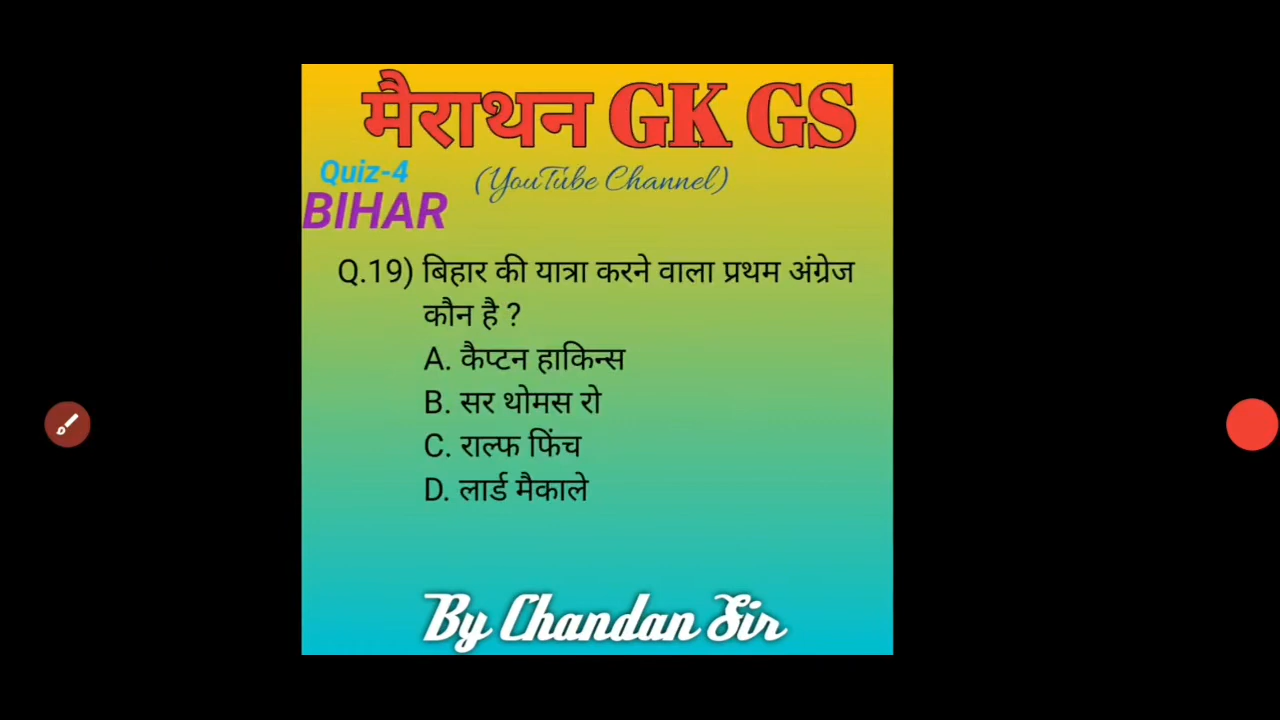 मैराथन GK GS
(YouTube Channel)
Quiz-4
BIHAR
Q.19) बिहार की यात्रा करने वाला प्रथम अंग्रेज
कौन है ?
A. कैप्टन हाकिन्स
B. सर थोमस रो
C. राल्फ फिंच
D. लार्ड मैकाले
By Chandan Sir